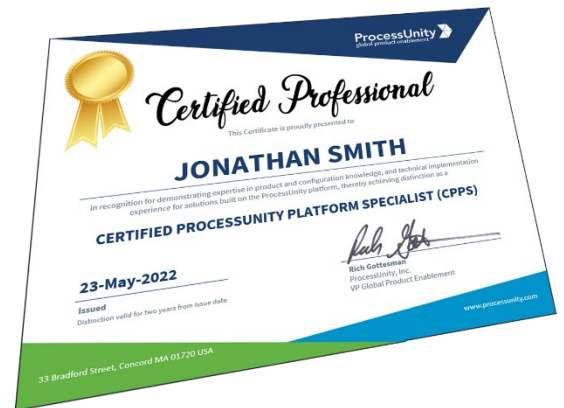 ProcessUnity
global product enablement
Certified Professional
This Certificate is proudly presented to
JONATHAN SMITH
in recognition for demonstrating expertise in product and configuration knowledge, and technical implementation
experience for solutions built on the ProcessUnity platform, thereby achieving distinction as a
CERTIFIED PROCESSUNITY PLATFORM SPECIALIST (CPPS)
23-May-2022
Issued
Distinction valid for two years from issue date
Rich Gottesman
ProcessUnity, Inc.
VP Global Product Enablement
33 Bradford Street, Concord MA 01720 USA
www.processunity.com